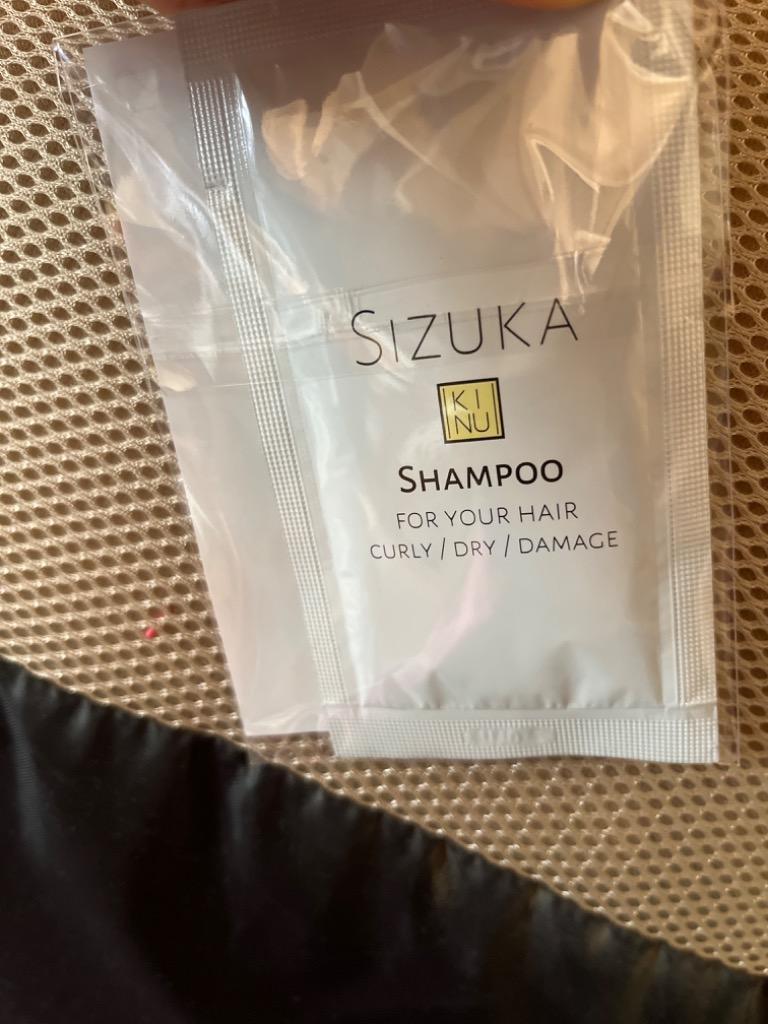 SIZUKA
KI
NU
SHAMPOO
FOR YOUR HAIR
CURLY / DRY / DAMAGE